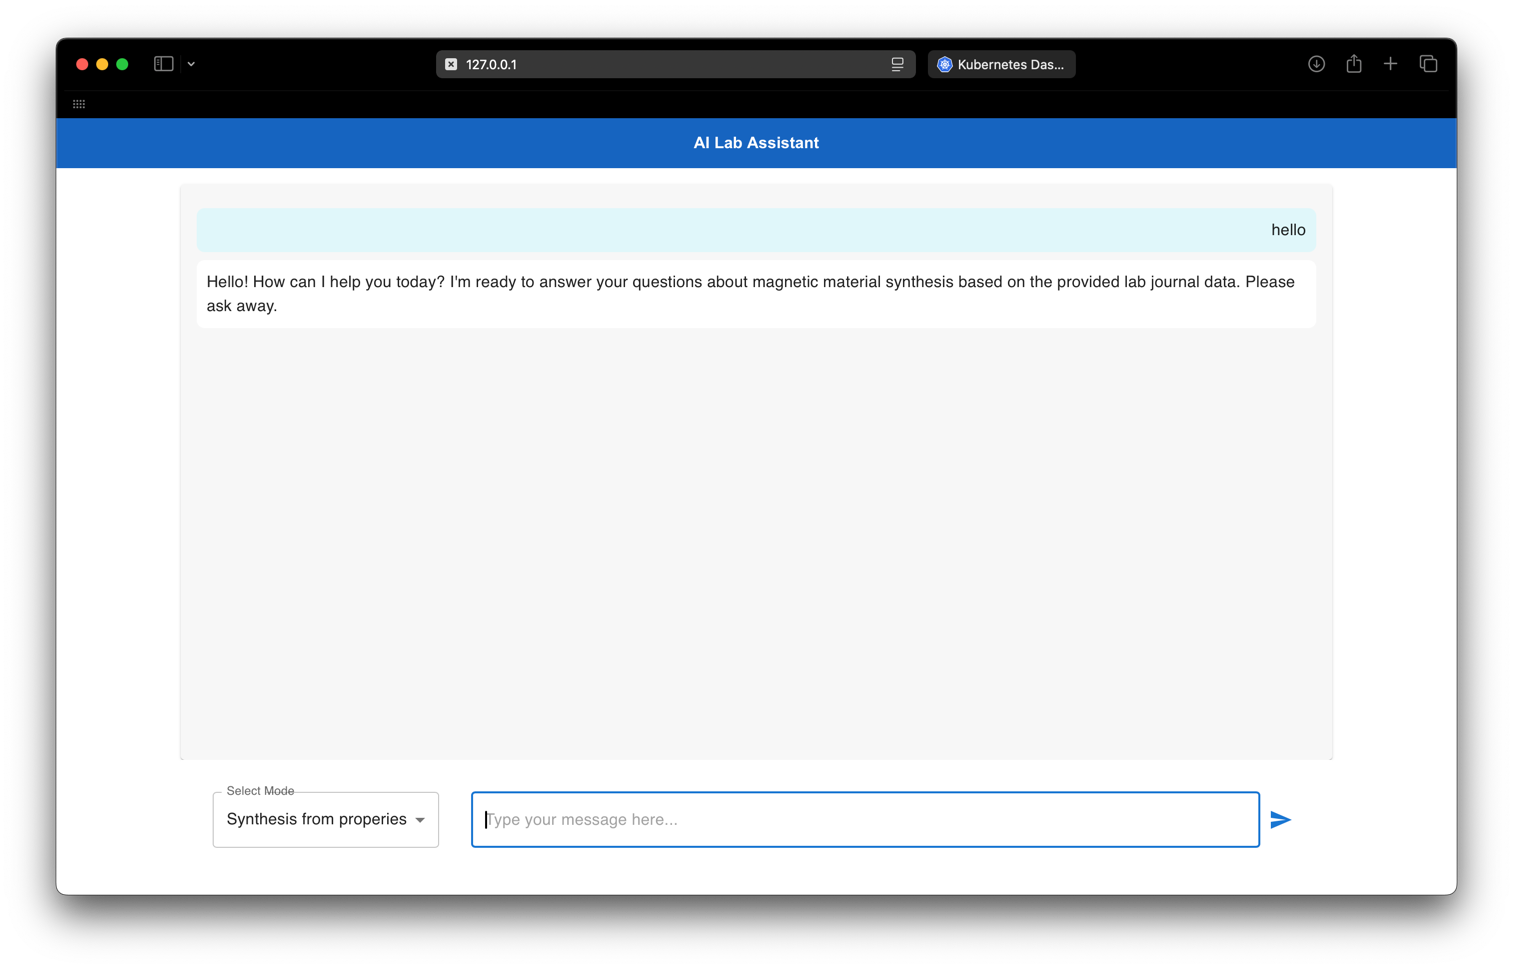 127.0.0.1
Kubernetes Das...
AI Lab Assistant
hello
Hello! How can I help you today? I'm ready to answer your questions about magnetic material synthesis based on the provided lab journal data. Please
ask away.
Select Mode
Synthesis from properies
Type your message here...